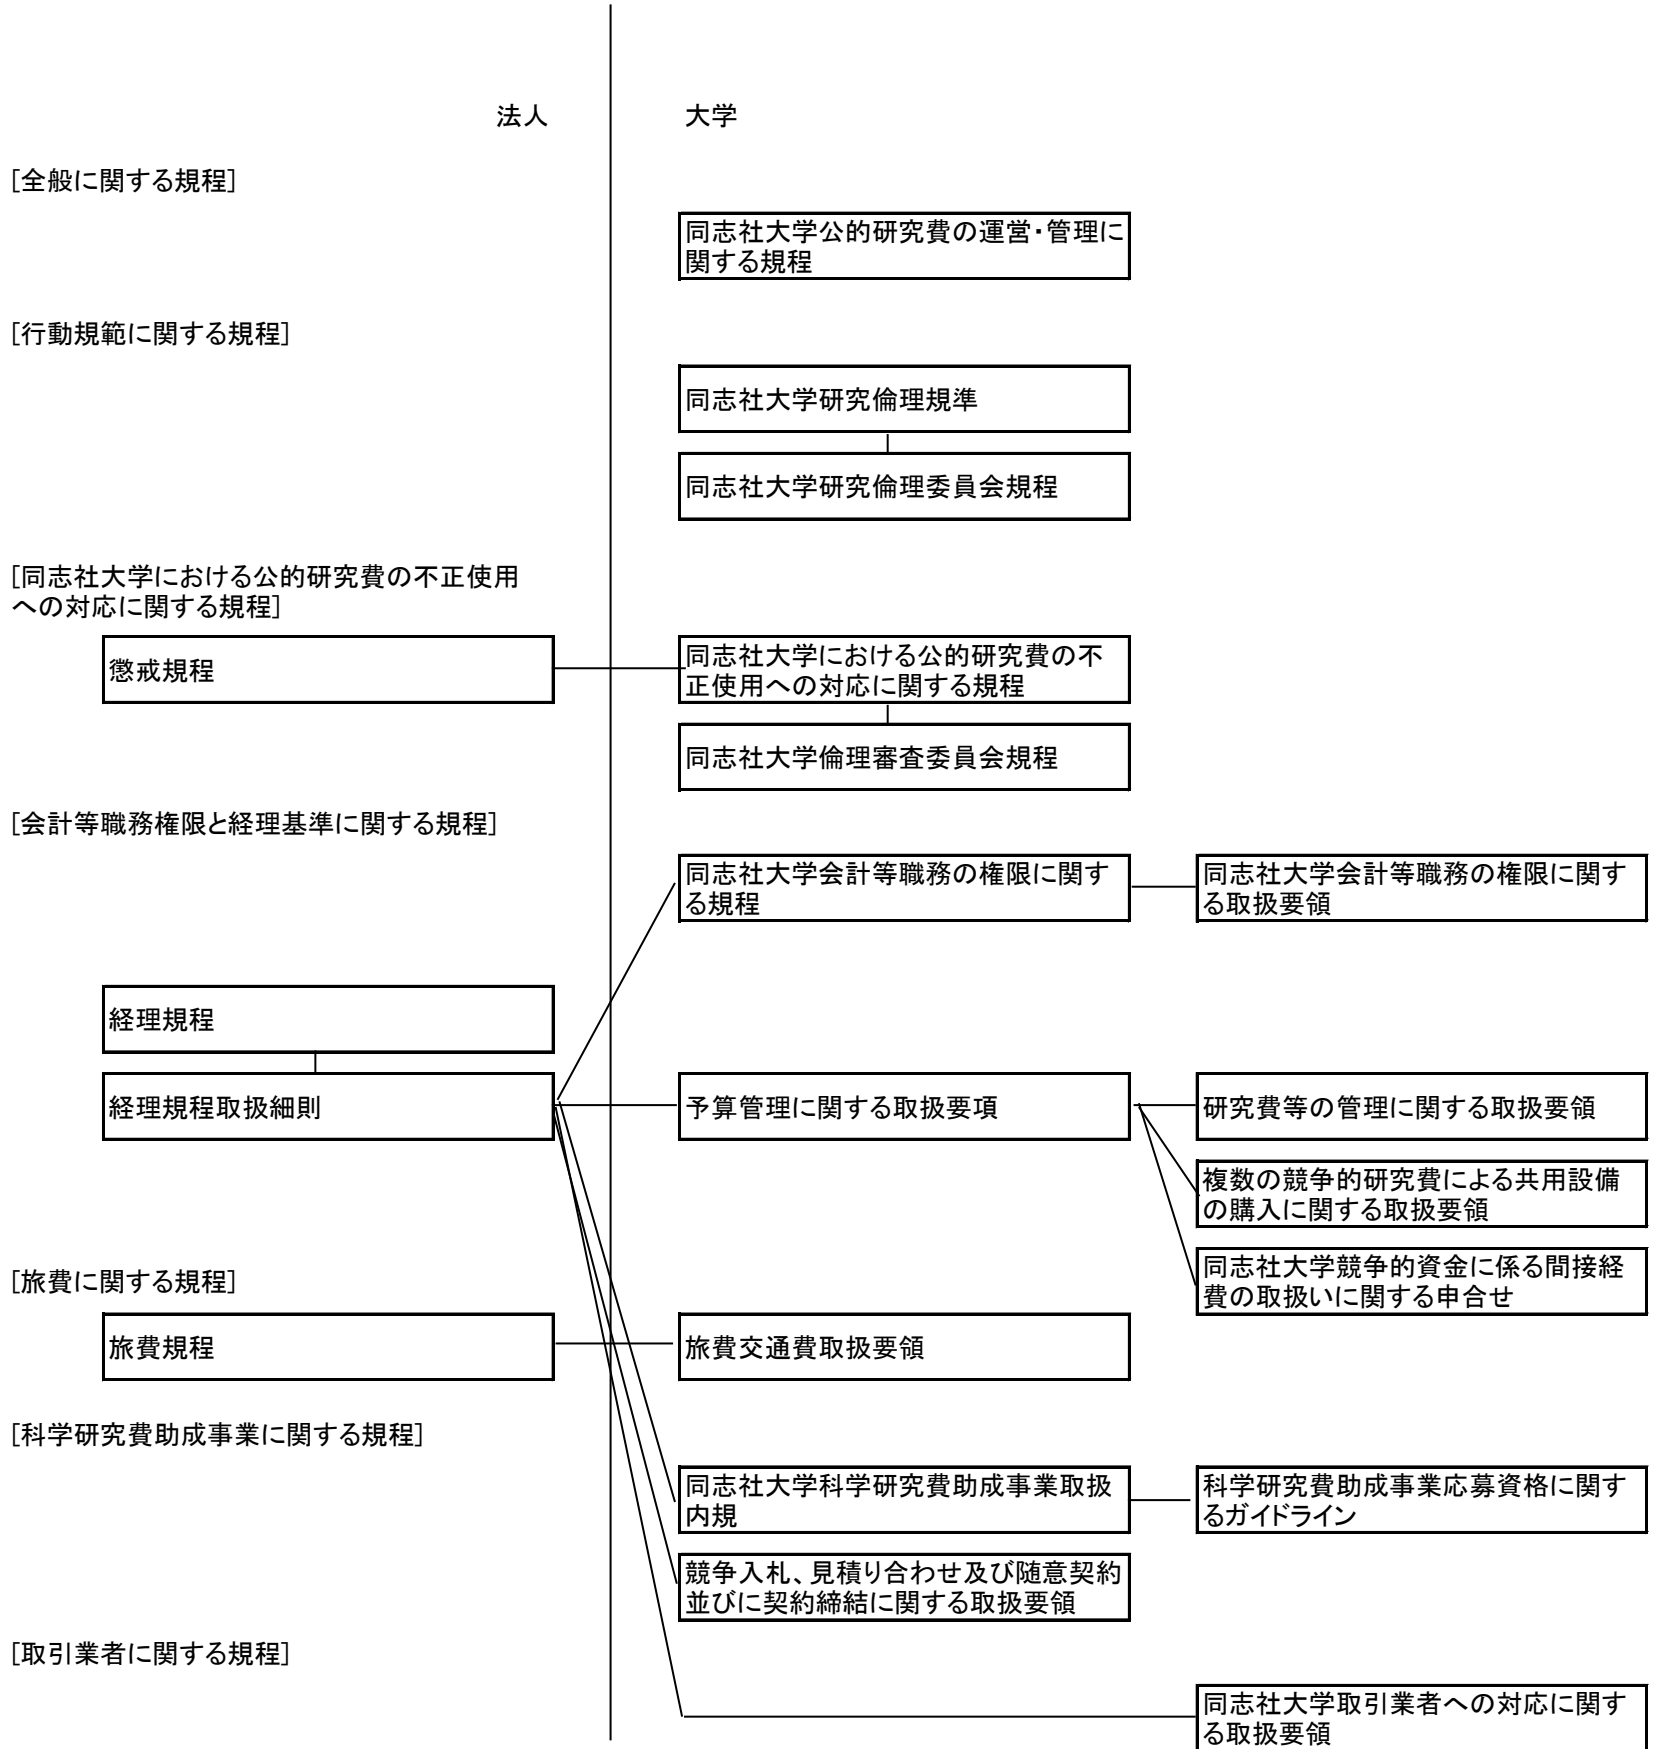 法人
大学
[全般に関する規程]
同志社大学公的研究費の運営・管理に
関する規程
[行動規範に関する規程]
同志社大学研究倫理規準
同志社大学研究倫理委員会規程
[同志社大学における公的研究費の不正使用
への対応に関する規程]
懲戒規程
同志社大学における公的研究費の不
正使用への対応に関する規程
同志社大学倫理審査委員会規程
[会計等職務権限と経理基準に関する規程]
同志社大学会計等職務の権限に関す
る規程
同志社大学会計等職務の権限に関す
る取扱要領
経理規程
経理規程取扱細則
予算管理に関する取扱要項
研究費等の管理に関する取扱要領
複数の競争的研究費による共用設備
の購入に関する取扱要領
同志社大学競争的資金に係る間接経
費の取扱いに関する申合せ
[旅費に関する規程]
旅費規程
旅費交通費取扱要領
[科学研究費助成事業に関する規程]
同志社大学科学研究費助成事業取扱
内規
科学研究費助成事業応募資格に関す
るガイドライン
競争入札、見積り合わせ及び随意契約
並びに契約締結に関する取扱要領
[取引業者に関する規程]
同志社大学取引業者への対応に関す
る取扱要領